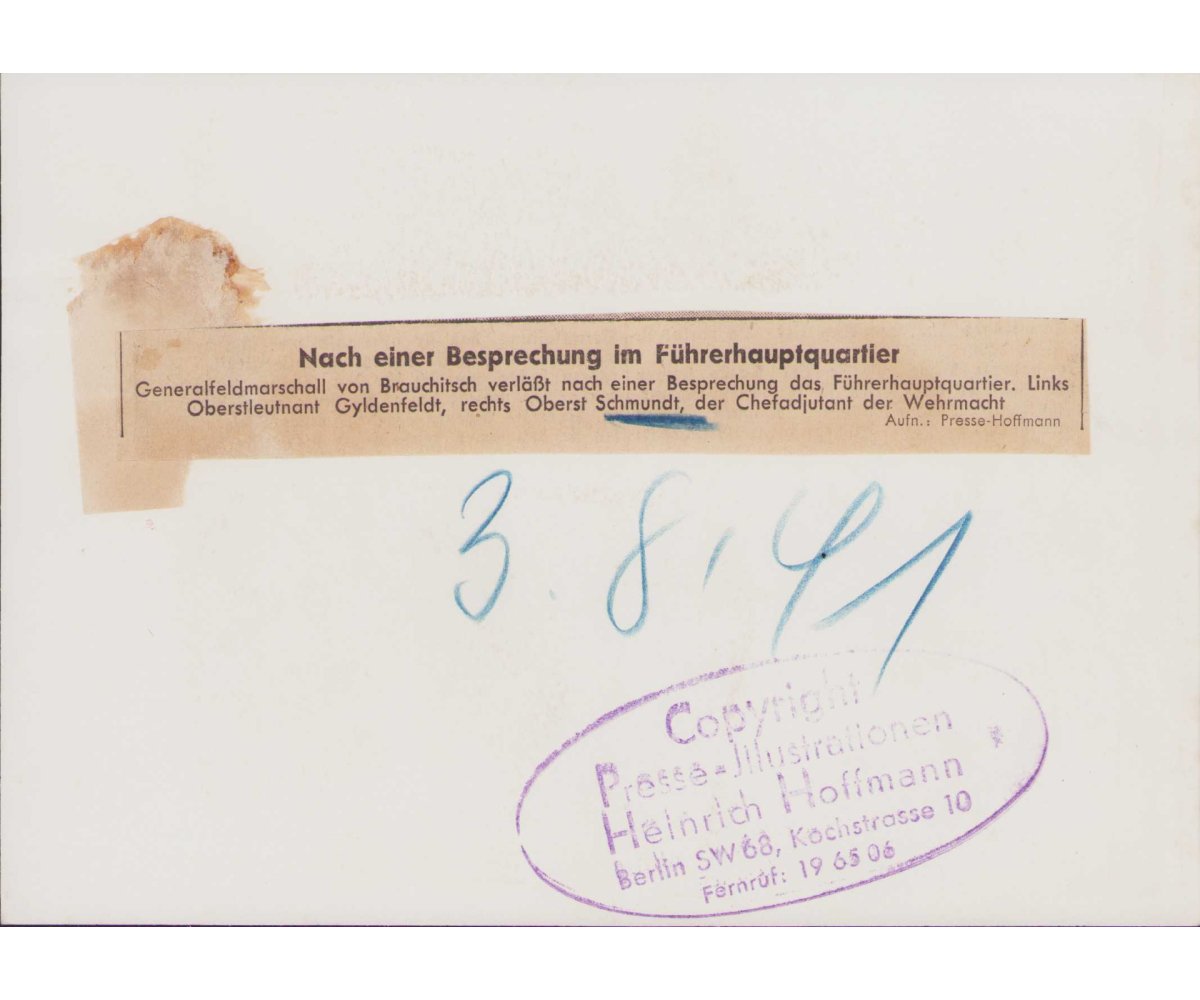 Nach einer Besprechung im Führerhauptquartier
Generalfeldmarschall von Brauchitsch verläßt nach einer Besprechung das Führerhauptquartier. Links
Oberstleutnant Gyldenfeldt, rechts Oberst Schmundt, der Chefadjutant der Wehrmacht
Aufn.: Presse-Hoffmann
3.8.41
Copyright
Presse-Illustrationen
Heinrich Hoffmann
Berlin SW 68, Kochstrasse 10
Fernruf: 19 65 06